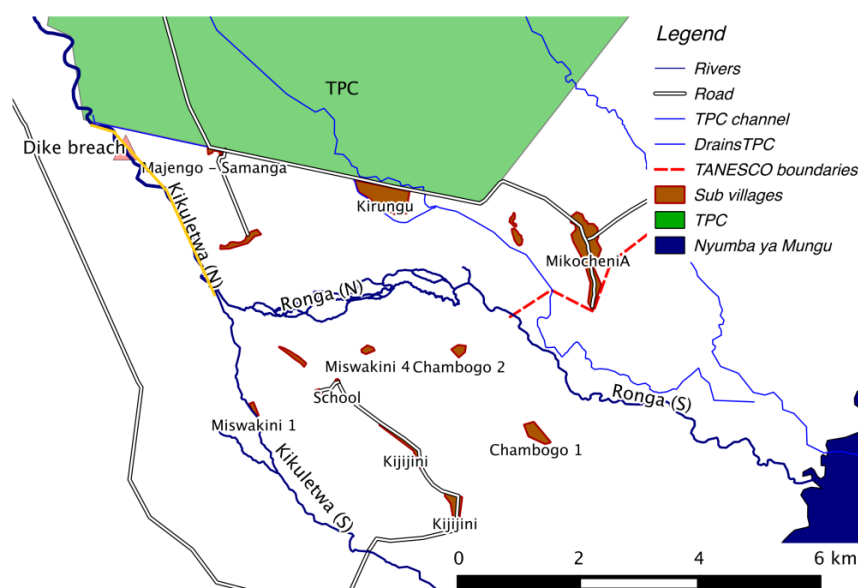 Legend
Rivers
Road
TPC channel
DrainsTPC
TANESCO boundaries
Sub villages
TPC
Nyumba ya Mungu
TPC
Dike breach
Majengo - Samanga
Kikuletwa (N)
Kirungu
MikocheniA
Ronga (N)
Miswakini 4
Chambogo 2
School
Ronga (S)
Miswakini 1
Chambogo 1
Kijijini
Kikuletwa (S)
Kijijini
0 2 4 6 km